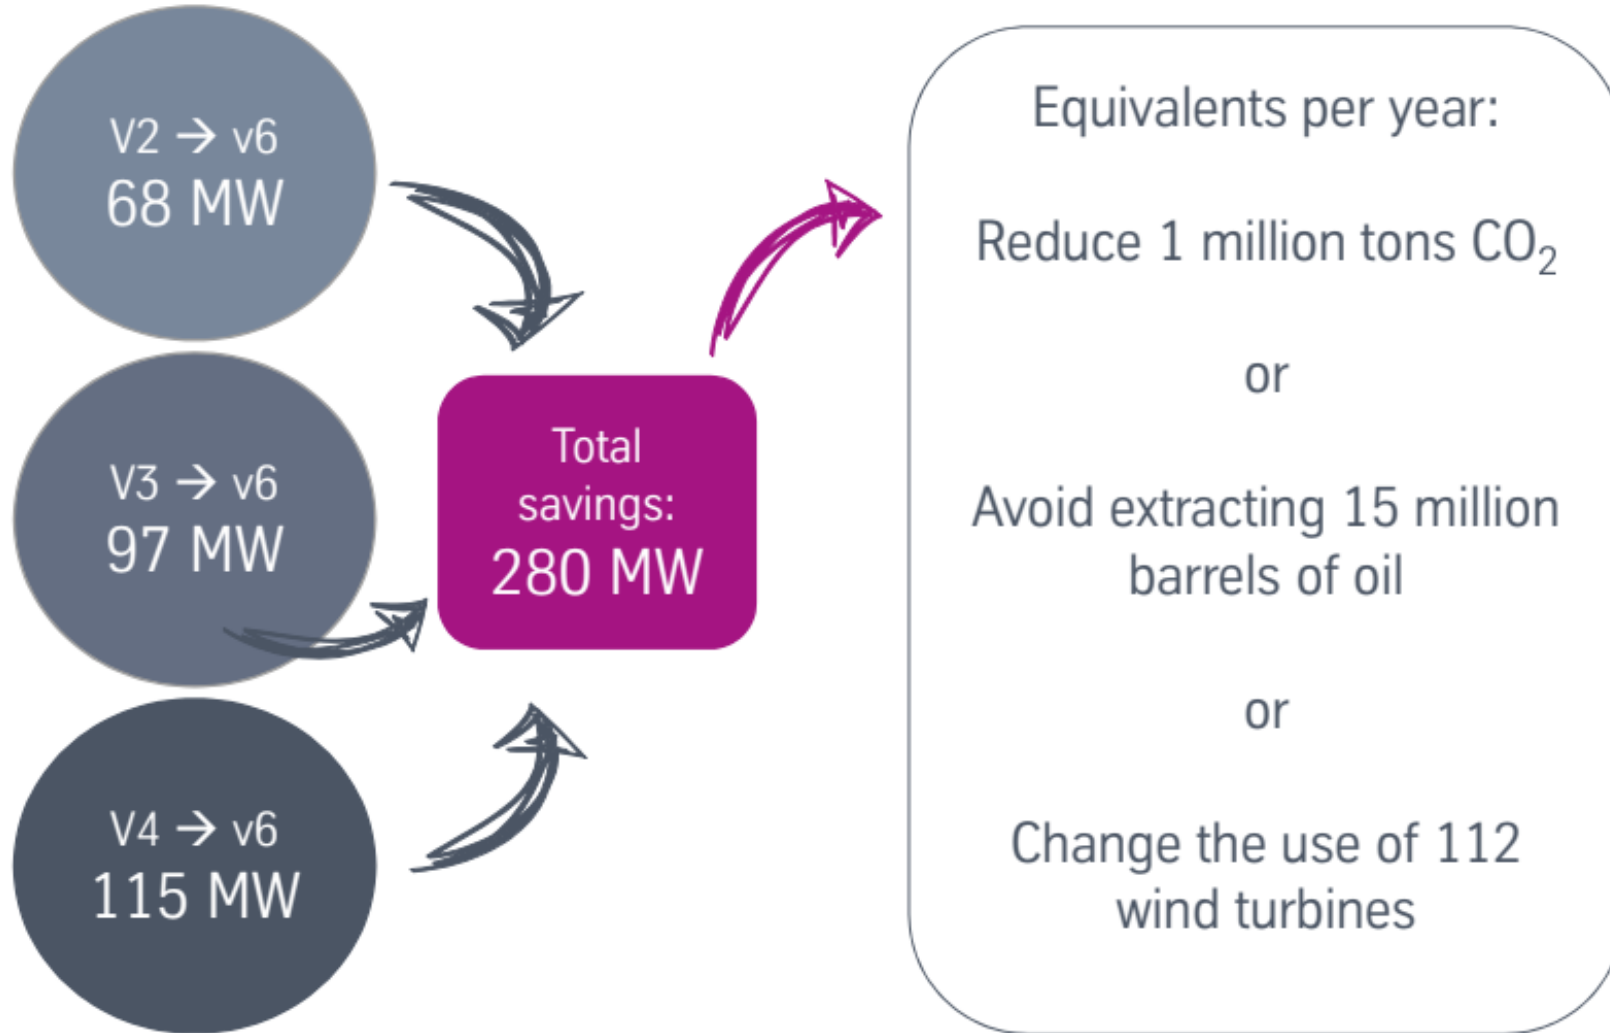 V2 → v6
68 MW
V3 → v6
97 MW
V4 → v6
115 MW
Total
savings:
280 MW
Equivalents per year:
Reduce 1 million tons CO₂
or
Avoid extracting 15 million
barrels of oil
or
Change the use of 112
wind turbines